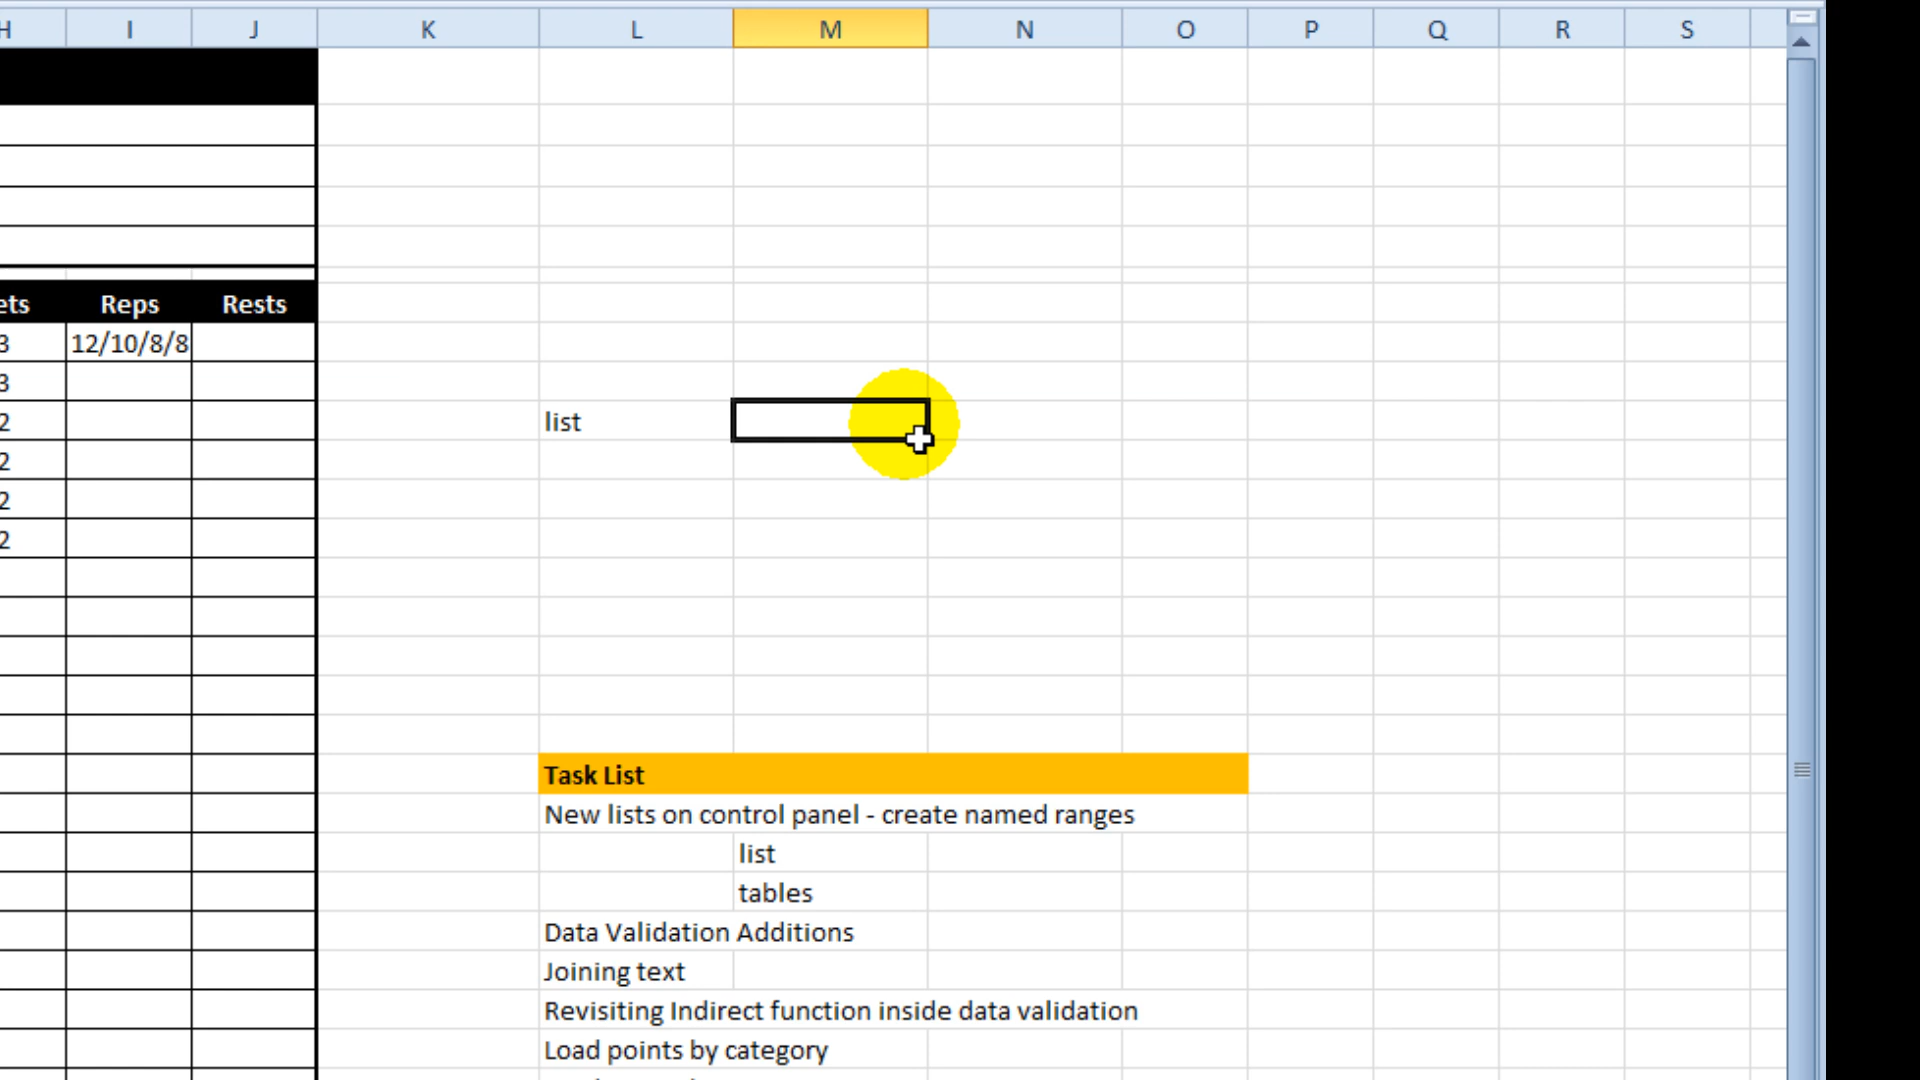 H I J K L M N O P Q R S
ets Reps Rests
3 12/10/8/8
3
2 list
2
2
2
Task List
New lists on control panel - create named ranges
list
tables
Data Validation Additions
Joining text
Revisiting Indirect function inside data validation
Load points by category